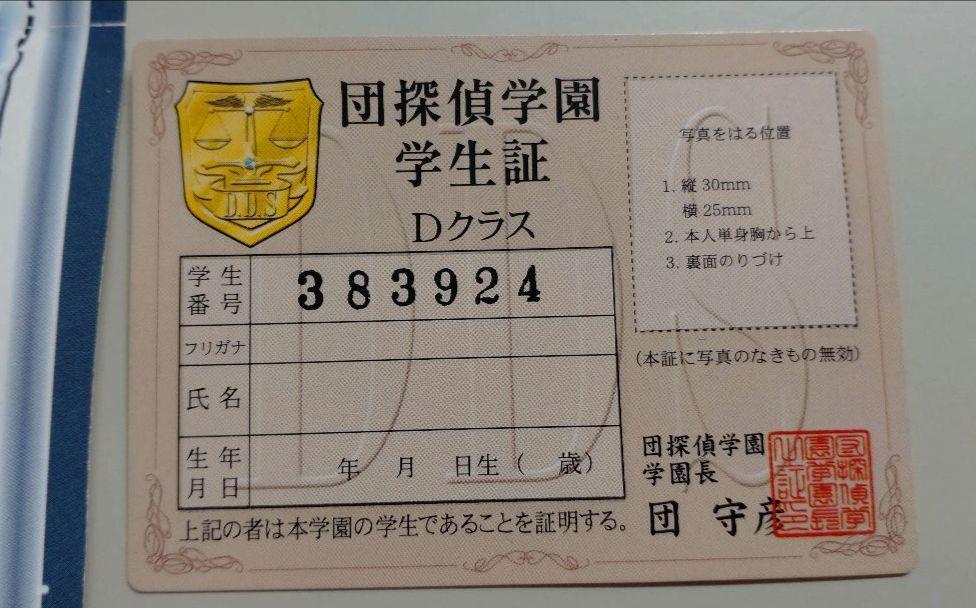 団探偵学園
学生証
Dクラス
D.D.S
学生番号 383924
フリガナ
氏名
生年月日 年 月 日生( 歳)
上記の者は本学園の学生であることを証明する。
写真をはる位置
1. 縦 30mm
横 25mm
2. 本人単身胸から上
3. 裏面のりづけ
(本証に写真のなきもの無効)
団探偵学園
学園長
団 守彦